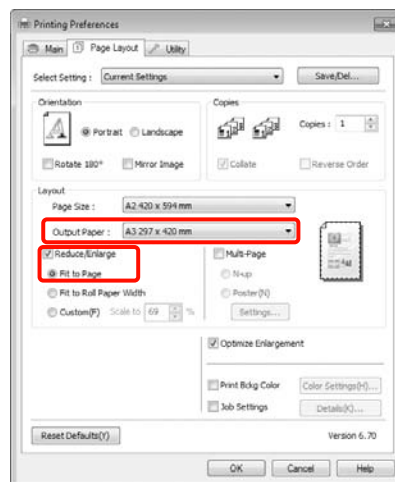 Printing Preferences
Main Page Layout Utility
Select Setting : Current Settings Save/Del...
Orientation
Portrait Landscape
Rotate 180° Mirror Image
Copies
Copies : 1
Collate Reverse Order
Layout
Page Size : A2 420 x 594 mm
Output Paper : A3 297 x 420 mm
Reduce/Enlarge
Fit to Page
Fit to Roll Paper Width
Custom(F) Scale to 69 %
Multi-Page
N-up
Poster(N)
Settings...
Optimize Enlargement
Print Bckg Color Color Settings(H)...
Job Settings Details(K)...
Reset Defaults(Y) Version 6.70
OK Cancel Help